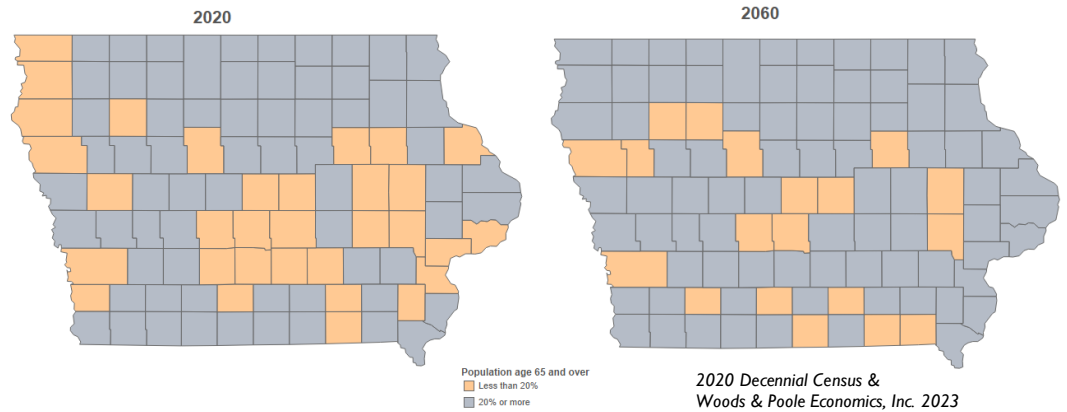 2020
2060
Population age 65 and over
Less than 20%
20% or more
2020 Decennial Census &
Woods & Poole Economics, Inc. 2023